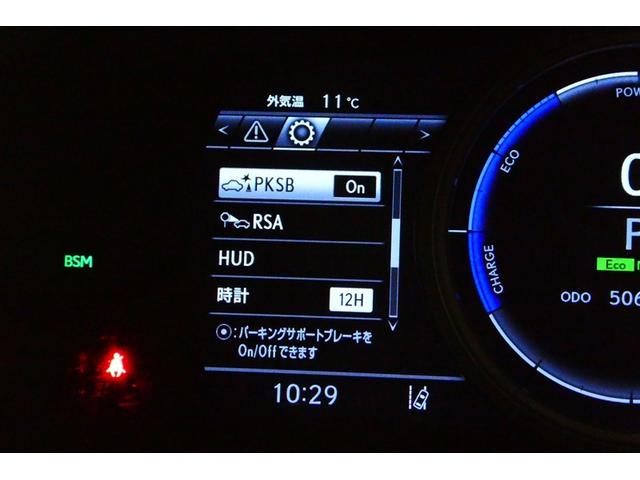 外気温 11℃
PKSB On
RSA
HUD
時計 12H
:パーキングサポートブレーキを
On/Offできます
10:29
BSM
ECO
CHARGE
Eco
ODO 506